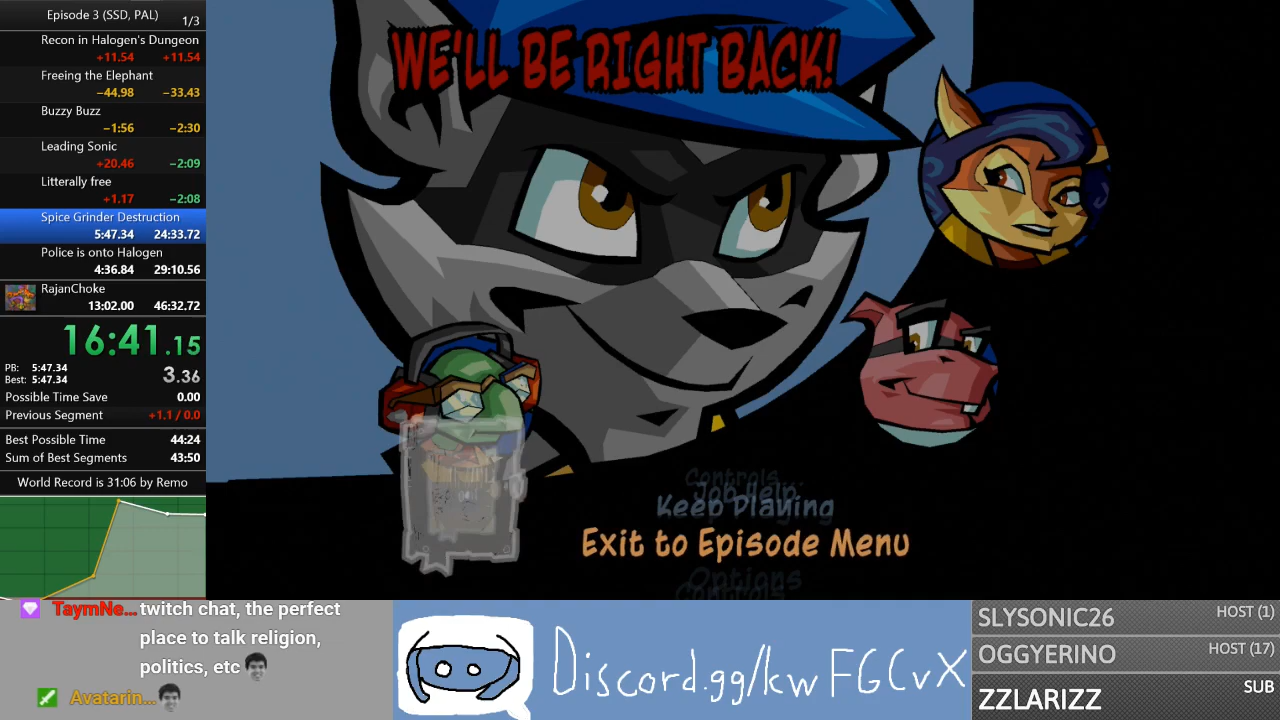 Episode 3 (SSD, PAL)
1/3
Recon in Halogen's Dungeon
+11.54 +11.54
Freeing the Elephant
−44.98 −33.43
Buzzy Buzz
−1:56 −2:30
Leading Sonic
+20.46 −2:09
Litterally free
+1.17 −2:08
Spice Grinder Destruction
5:47.34 24:33.72
Police is onto Halogen
4:36.84 29:10.56
RajanChoke
13:02.00 46:32.72
16:41.15
PB: 5:47.34
Best: 5:47.34
3.36
Possible Time Save 0.00
Previous Segment +1.1 / 0.0
Best Possible Time 44:24
Sum of Best Segments 43:50
World Record is 31:06 by Remo
WE'LL BE RIGHT BACK!
Controls
Job Help
Keep Playing
Exit to Episode Menu
Options
Controls
TaymNe... twitch chat, the perfect
place to talk religion,
politics, etc
Avatarin...
Discord.gg/kwFGCvX
SLYSONIC26 HOST (1)
OGGYERINO HOST (17)
ZZLARIZZ SUB